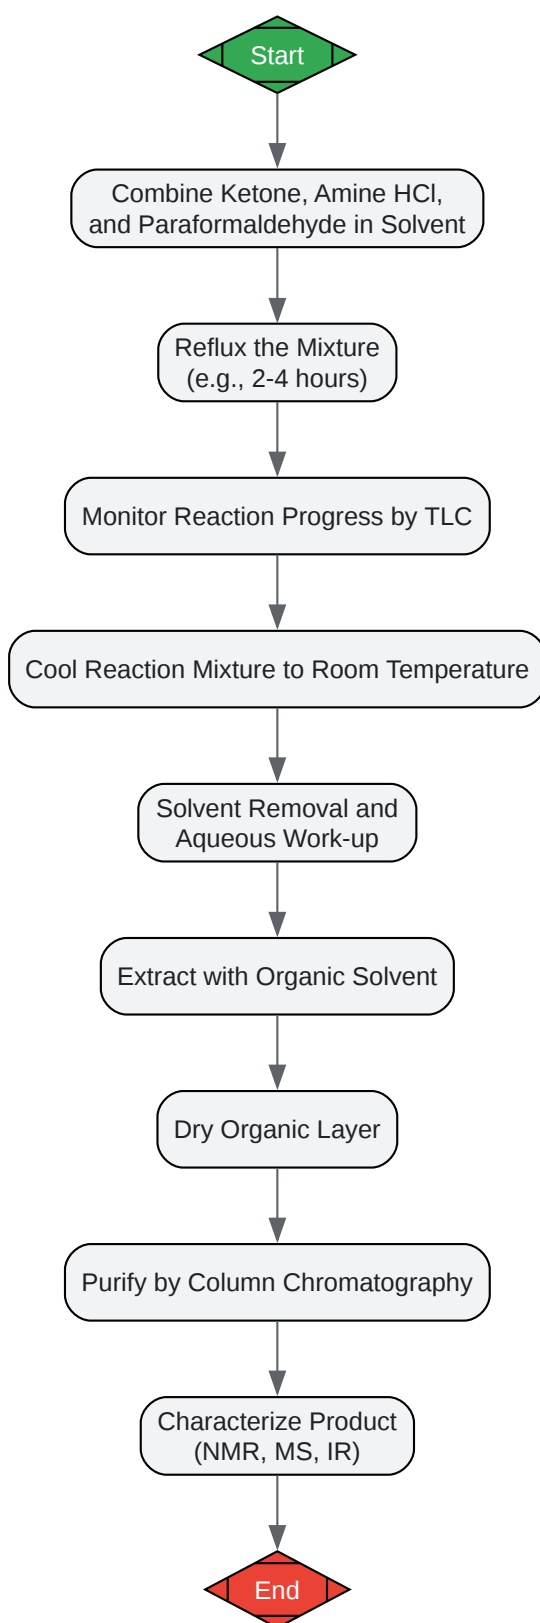 Start
Combine Ketone, Amine HCl,
and Paraformaldehyde in Solvent
Reflux the Mixture
(e.g., 2-4 hours)
Monitor Reaction Progress by TLC
Cool Reaction Mixture to Room Temperature
Solvent Removal and
Aqueous Work-up
Extract with Organic Solvent
Dry Organic Layer
Purify by Column Chromatography
Characterize Product
(NMR, MS, IR)
End